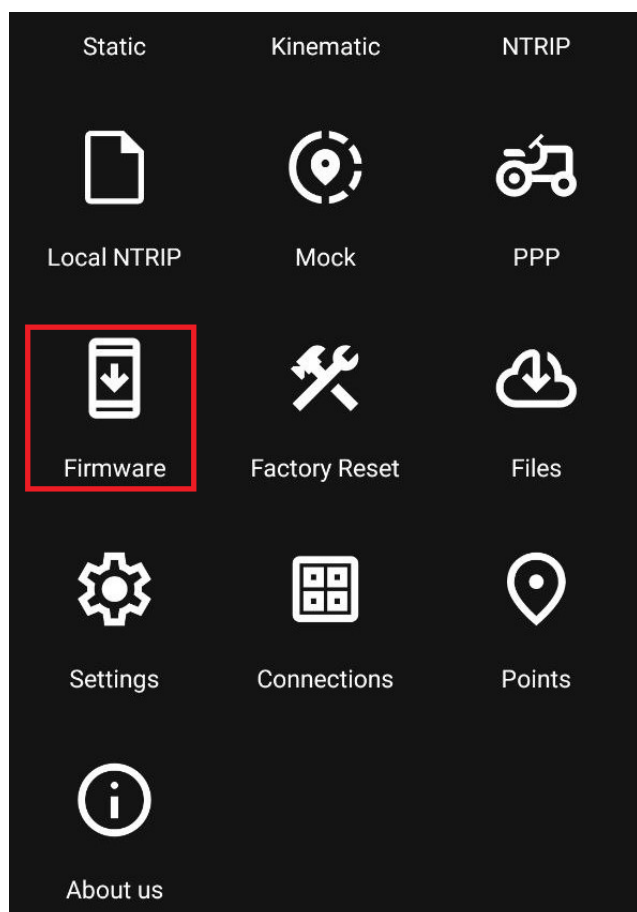 Static Kinematic NTRIP
Local NTRIP Mock PPP
Firmware Factory Reset Files
Settings Connections Points
About us